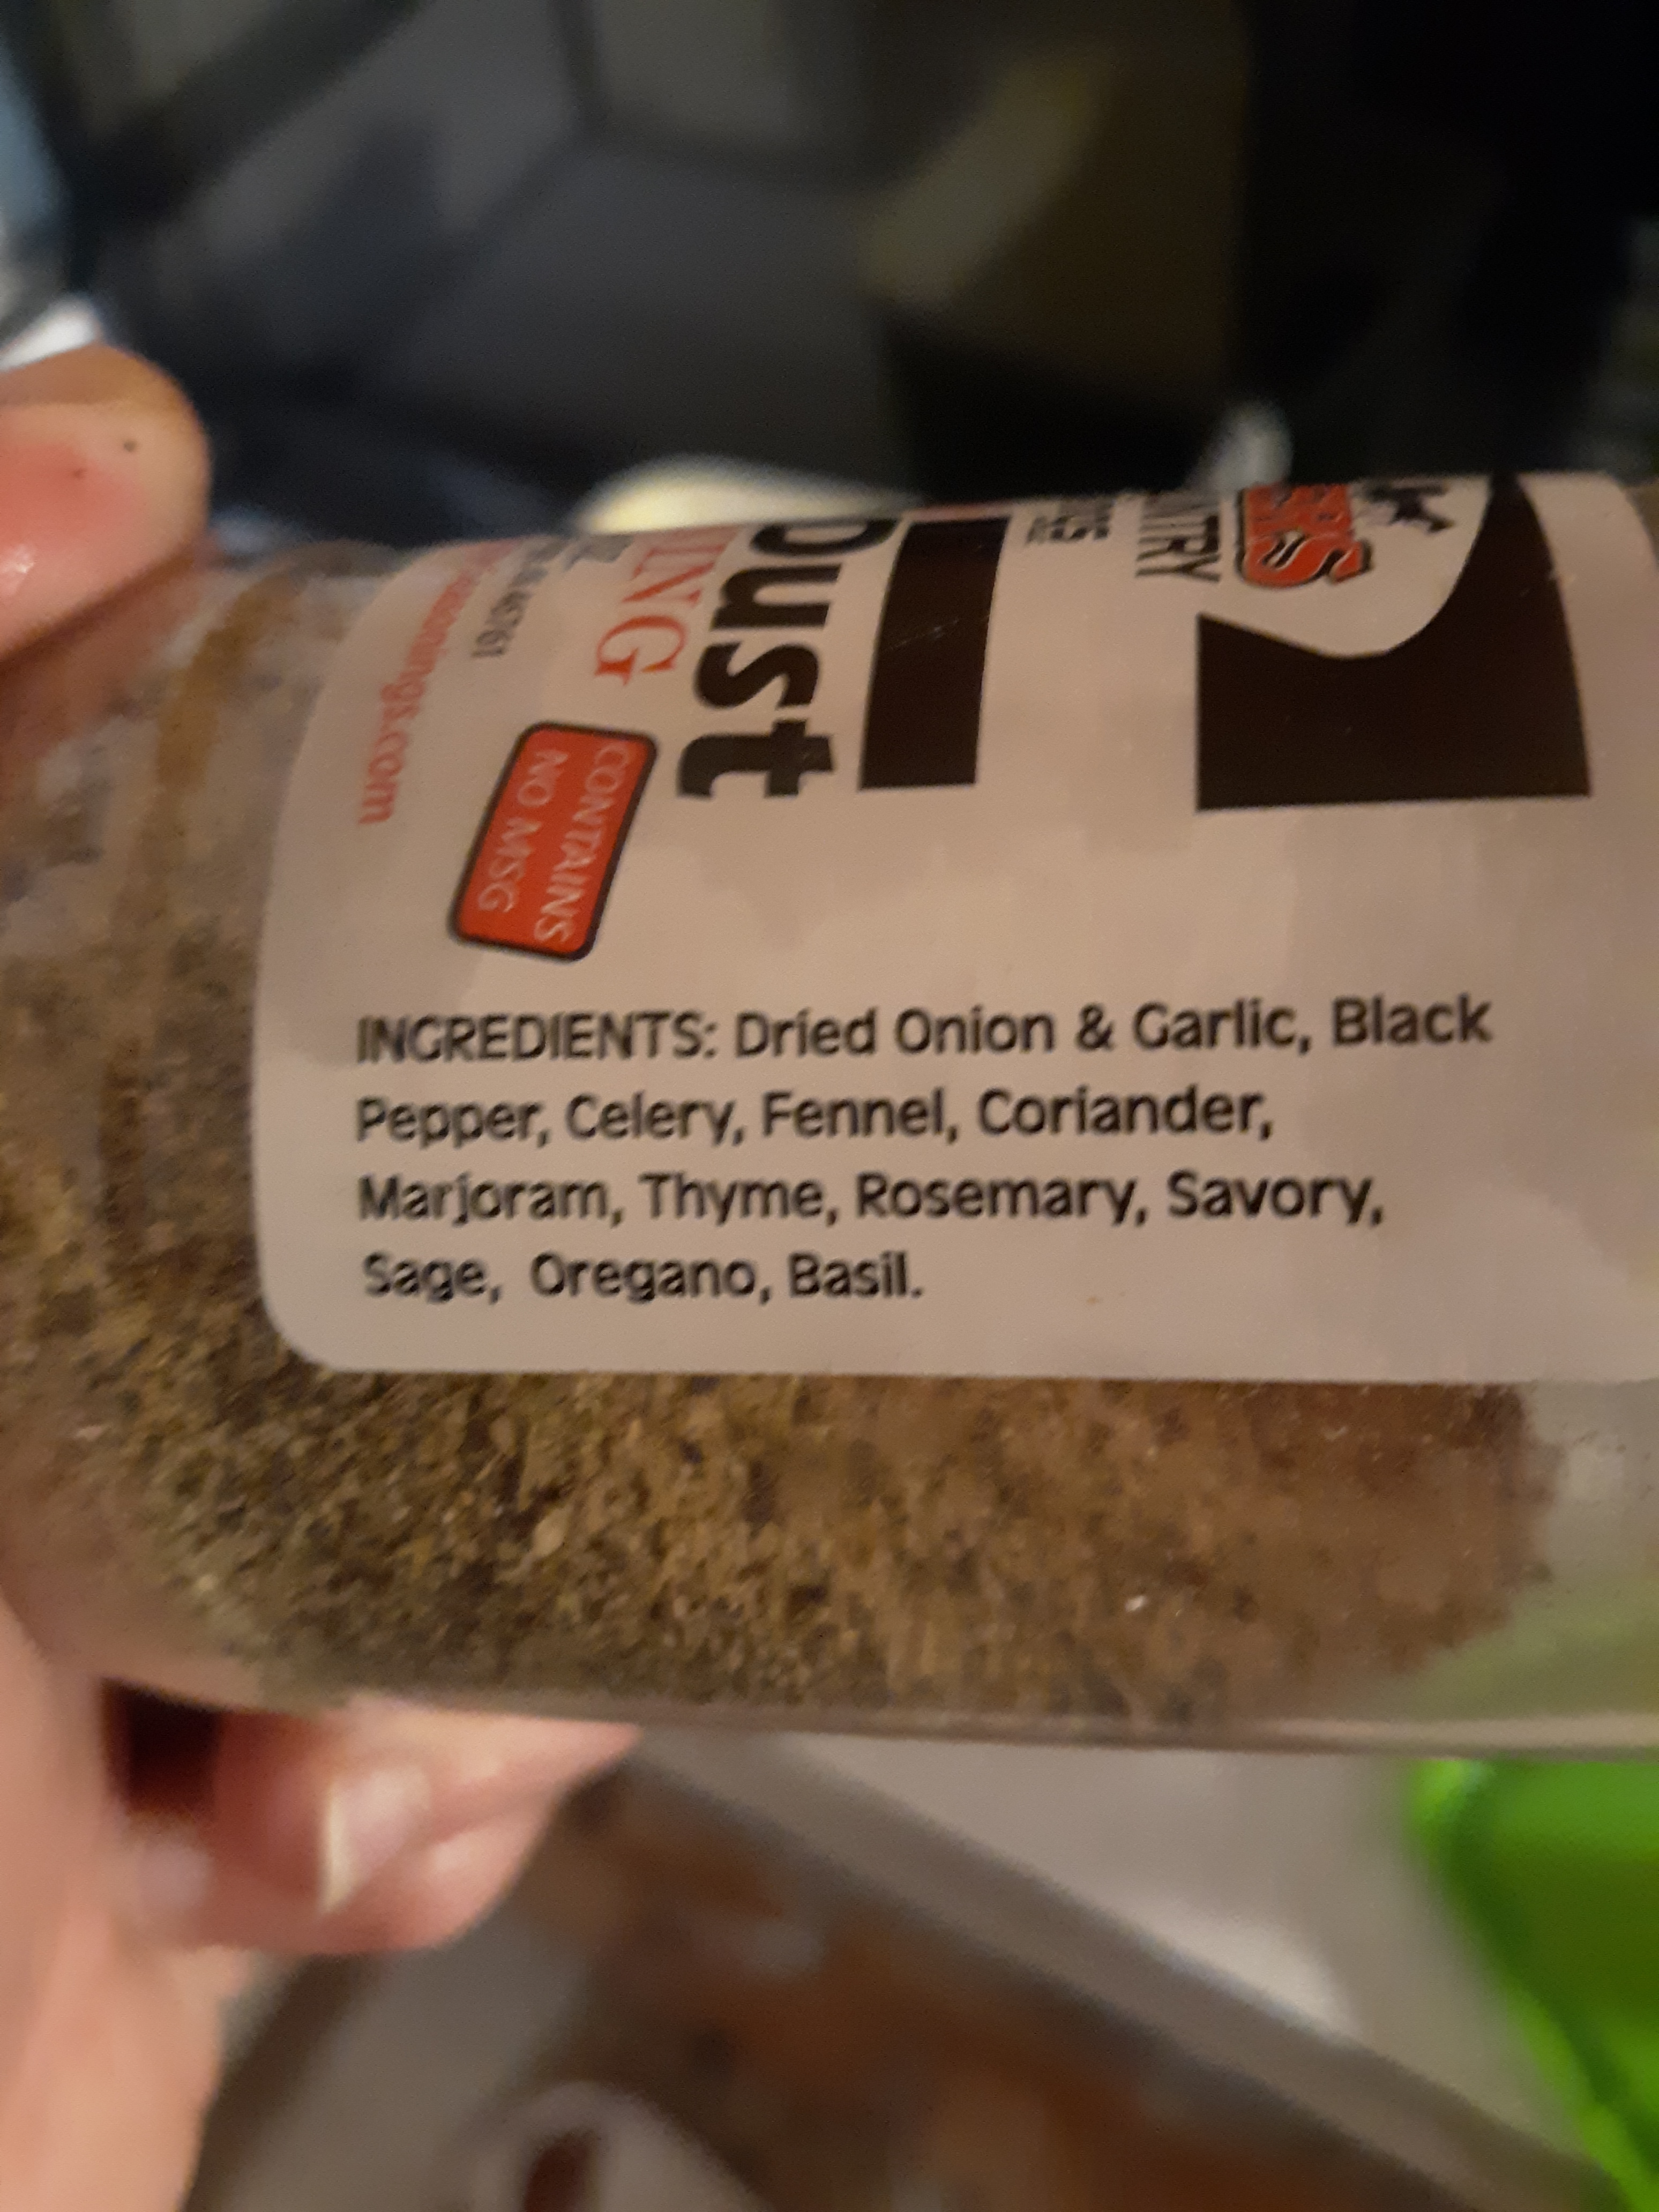 INGREDIENTS: Dried Onion & Garlic, Black
Pepper, Celery, Fennel, Coriander,
Marjoram, Thyme, Rosemary, Savory,
Sage, Oregano, Basil.
Dust
CONTAINS
NO MSG